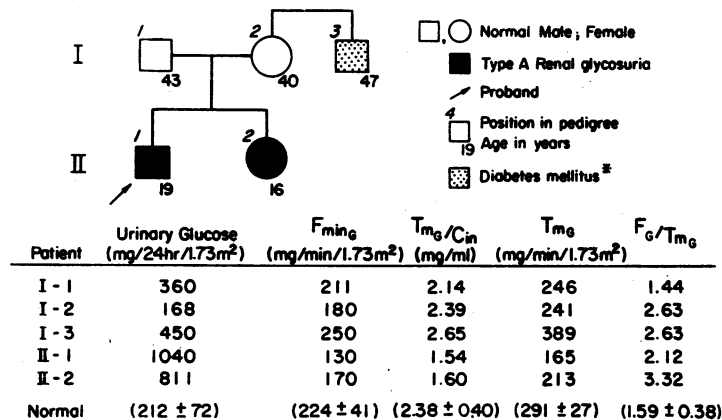 1 2 3
I
43 40 47
1 2
II
19 16
, Normal Male; Female
Type A Renal glycosuria
Proband
4
Position in pedigree
19 Age in years
Diabetes mellitus*
Patient Urinary Glucose (mg/24hr/1.73m²) FminG (mg/min/1.73m²) TmG/Cin (mg/ml) TmG (mg/min/1.73m²) FG/TmG
I-1 360 211 2.14 246 1.44
I-2 168 180 2.39 241 2.63
I-3 450 250 2.65 389 2.63
II-1 1040 130 1.54 165 2.12
II-2 811 170 1.60 213 3.32
Normal (212 ± 72) (224 ± 41) (2.38 ± 0.40) (291 ± 27) (1.59 ± 0.38)